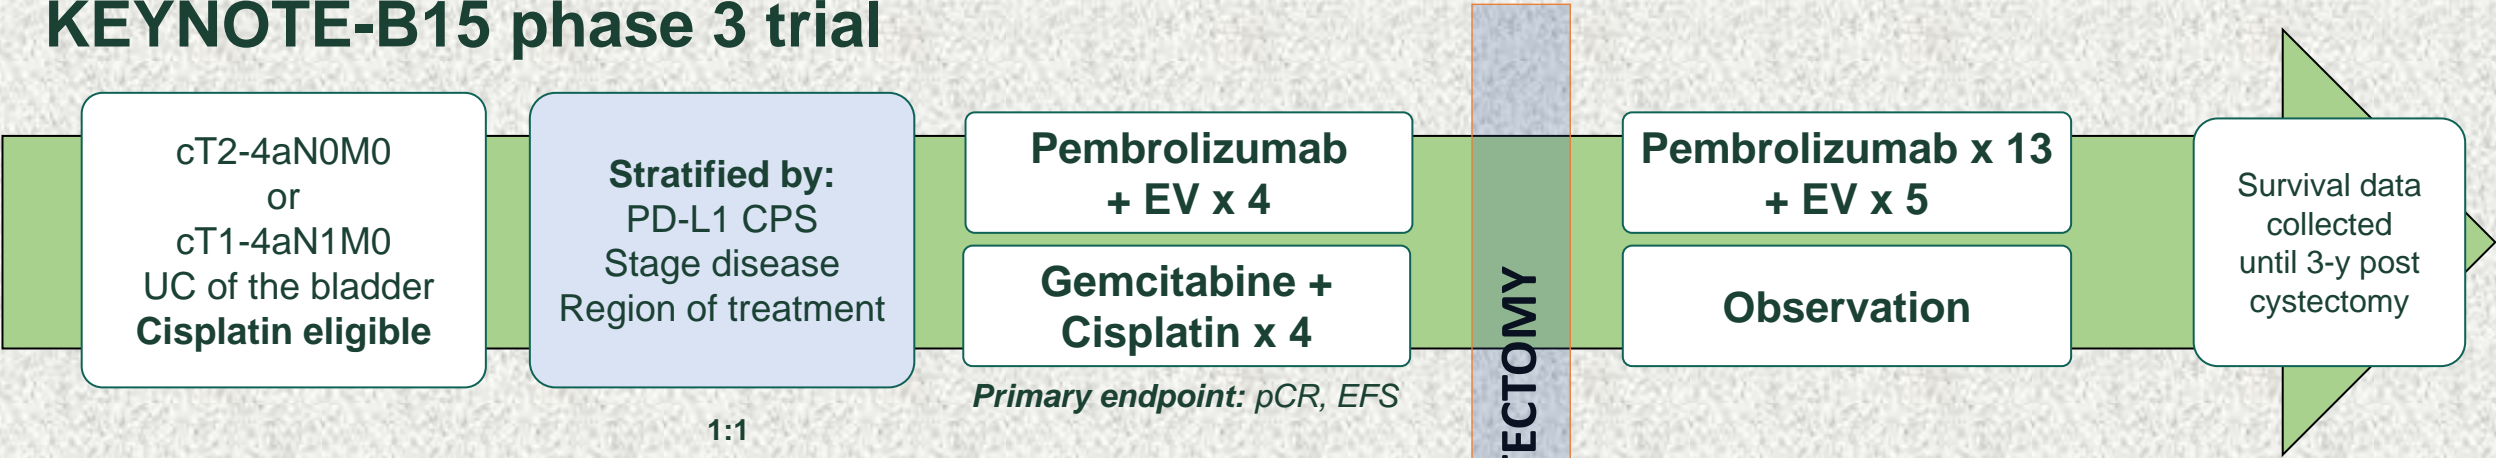 KEYNOTE-B15 phase 3 trial
cT2-4aN0M0
or
cT1-4aN1M0
UC of the bladder
Cisplatin eligible
Stratified by:
PD-L1 CPS
Stage disease
Region of treatment
1:1
Pembrolizumab
+ EV x 4
Gemcitabine +
Cisplatin x 4
Primary endpoint: pCR, EFS
ECTOMY
Pembrolizumab x 13
+ EV x 5
Observation
Survival data
collected
until 3-y post
cystectomy